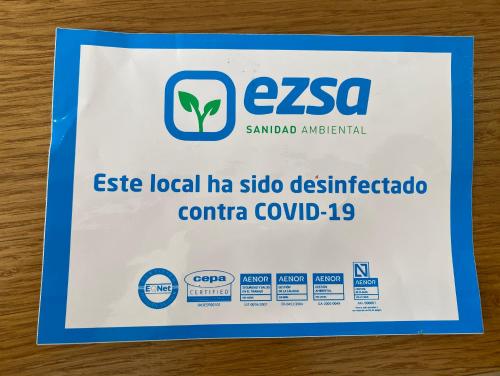 ezsa
SANIDAD AMBIENTAL
Este local ha sido desinfectado
contra COVID-19
cepa
CERTIFIED
AENOR
AENOR
AENOR
AENOR